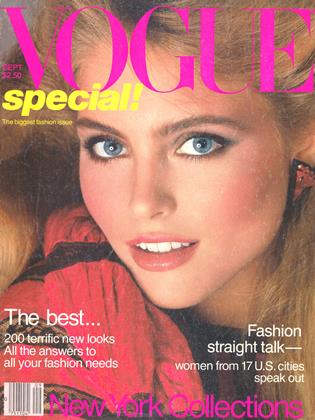 VOGUE
SEPT.
$2.50
special!
The biggest fashion issue
The best...
200 terrific new looks
All the answers to
all your fashion needs
Fashion
straight talk—
women from 17 U.S. cities
speak out
New York Collections